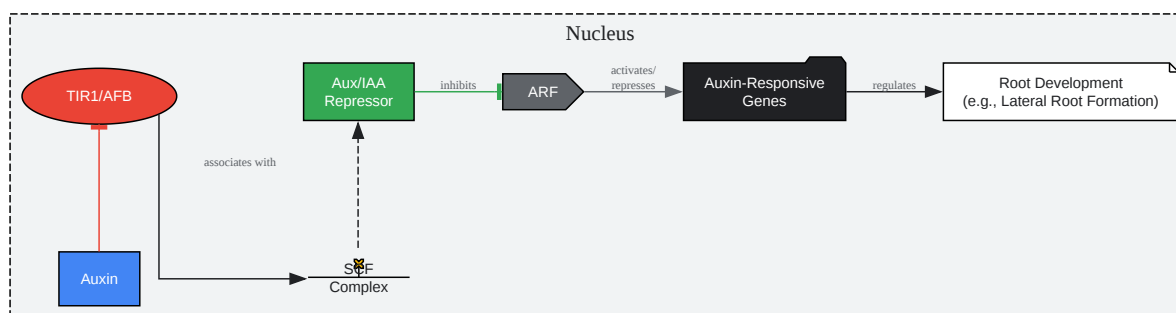 Nucleus
TIR1/AFB
Aux/IAA
Repressor
inhibits
ARF
activates/
represses
Auxin-Responsive
Genes
regulates
Root Development
(e.g., Lateral Root Formation)
associates with
Auxin
SCF
Complex